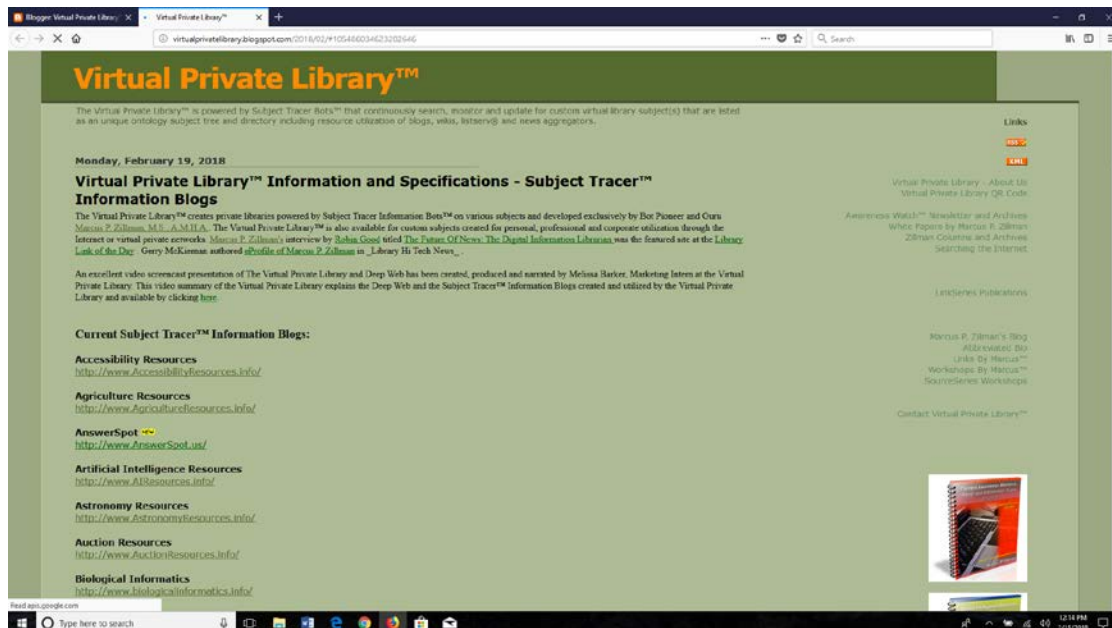 Blogger: Virtual Private Library
Virtual Private Library™
virtualprivatelibrary.blogspot.com/2018/02/#105486034623202646
Search
Virtual Private Library™
The Virtual Private Library™ is powered by Subject Tracer Bots™ that continuously search, monitor and update for custom virtual library subject(s) that are listed
as an unique ontology subject tree and directory including resource utilization of blogs, wikis, listserv® and news aggregators.
Monday, February 19, 2018
Virtual Private Library™ Information and Specifications - Subject Tracer™
Information Blogs
The Virtual Private Library™ creates private libraries powered by Subject Tracer Information Bots™ on various subjects and developed exclusively by Bot Pioneer and Guru
Marcus P. Zillman, M.S., A.M.H.A.. The Virtual Private Library™ is also available for custom subjects created for personal, professional and corporate utilization through the
Internet or virtual private networks. Marcus P. Zillman's interview by Robin Good titled The Future Of News: The Digital Information Librarian was the featured site at the Library
Link of the Day. Gerry McKiernan authored eProfile of Marcus P. Zillman in _Library Hi Tech News_.
An excellent video screencast presentation of The Virtual Private Library and Deep Web has been created, produced and narrated by Melissa Barker, Marketing Intern at the Virtual
Private Library. This video summary of the Virtual Private Library explains the Deep Web and the Subject Tracer™ Information Blogs created and utilized by the Virtual Private
Library and available by clicking here.
Current Subject Tracer™ Information Blogs:
Accessibility Resources
http://www.AccessibilityResources.info/
Agriculture Resources
http://www.AgricultureResources.info/
AnswerSpot NEW
http://www.AnswerSpot.us/
Artificial Intelligence Resources
http://www.AIResources.info/
Astronomy Resources
http://www.AstronomyResources.info/
Auction Resources
http://www.AuctionResources.info/
Biological Informatics
http://www.biologicalinformatics.info/
Links
RSS
XML
Virtual Private Library - About Us
Virtual Private Library QR Code
Awareness Watch™ Newsletter and Archives
White Papers by Marcus P. Zillman
Zillman Columns and Archives
Searching the Internet
LinkSeries Publications
Marcus P. Zillman's Blog
Abbreviated Bio
Links By Marcus™
Workshops By Marcus™
SourceSeries Workshops
Contact Virtual Private Library™
Read apis.google.com
Type here to search
12:14 PM